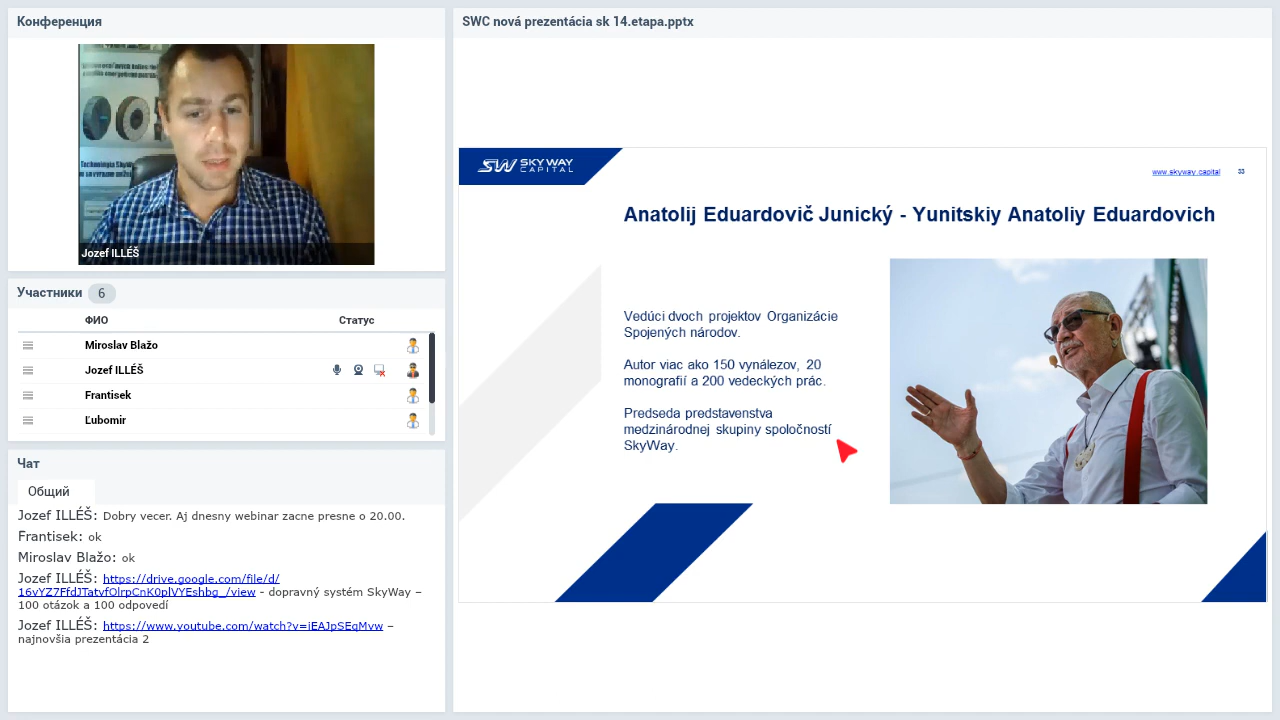 Конференция
Jozef ILLÉŠ
Участники 6
ФИО Статус
Miroslav Blažo
Jozef ILLÉŠ
Frantisek
Ľubomir
Чат
Общий
Jozef ILLÉŠ: Dobry vecer. Aj dnesny webinar zacne presne o 20.00.
Frantisek: ok
Miroslav Blažo: ok
Jozef ILLÉŠ: https://drive.google.com/file/d/
16vYZ7FfdJTatvfOlrpCnK0plVYEshbg_/view - dopravný systém SkyWay –
100 otázok a 100 odpovedí
Jozef ILLÉŠ: https://www.youtube.com/watch?v=iEAJpSEqMvw –
najnovšia prezentácia 2
SWC nová prezentácia sk 14.etapa.pptx
SW SKY WAY
CAPITAL
www.skyway.capital 33
Anatolij Eduardovič Junický - Yunitskiy Anatoliy Eduardovich
Vedúci dvoch projektov Organizácie
Spojených národov.
Autor viac ako 150 vynálezov, 20
monografií a 200 vedeckých prác.
Predseda predstavenstva
medzinárodnej skupiny spoločností
SkyWay.